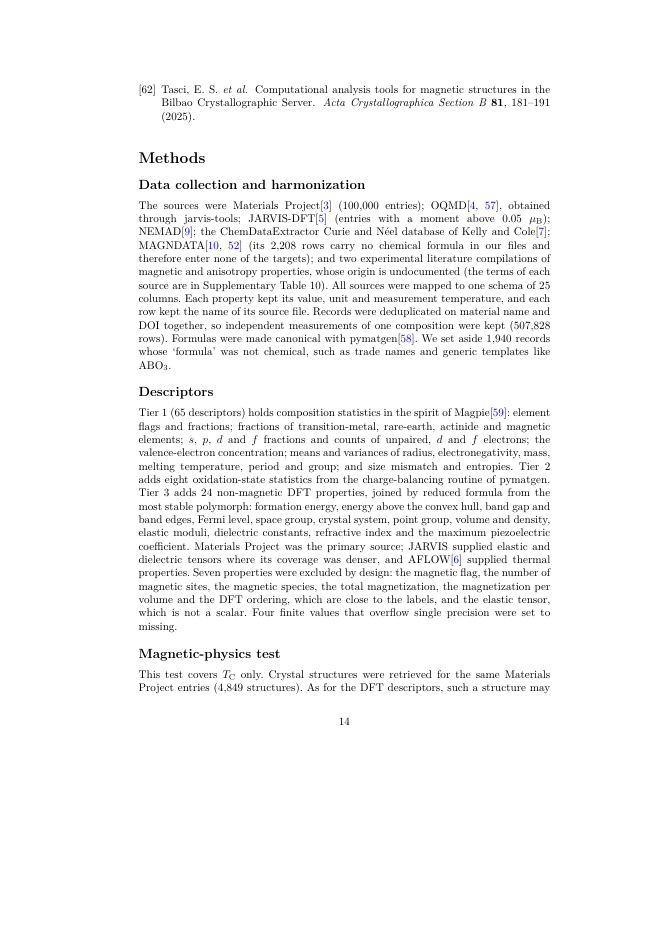 [62] Tasci, E. S. et al. Computational analysis tools for magnetic structures in the
Bilbao Crystallographic Server. Acta Crystallographica Section B 81, 181–191
(2025).
Methods
Data collection and harmonization
The sources were Materials Project[3] (100,000 entries); OQMD[4, 57], obtained
through jarvis-tools; JARVIS-DFT[5] (entries with a moment above 0.05 μB);
NEMAD[9]; the ChemDataExtractor Curie and Néel database of Kelly and Cole[7];
MAGNDATA[10, 52] (its 2,208 rows carry no chemical formula in our files and
therefore enter none of the targets); and two experimental literature compilations of
magnetic and anisotropy properties, whose origin is undocumented (the terms of each
source are in Supplementary Table 10). All sources were mapped to one schema of 25
columns. Each property kept its value, unit and measurement temperature, and each
row kept the name of its source file. Records were deduplicated on material name and
DOI together, so independent measurements of one composition were kept (507,828
rows). Formulas were made canonical with pymatgen[58]. We set aside 1,940 records
whose ‘formula’ was not chemical, such as trade names and generic templates like
ABO₃.
Descriptors
Tier 1 (65 descriptors) holds composition statistics in the spirit of Magpie[59]: element
flags and fractions; fractions of transition-metal, rare-earth, actinide and magnetic
elements; s, p, d and f fractions and counts of unpaired, d and f electrons; the
valence-electron concentration; means and variances of radius, electronegativity, mass,
melting temperature, period and group; and size mismatch and entropies. Tier 2
adds eight oxidation-state statistics from the charge-balancing routine of pymatgen.
Tier 3 adds 24 non-magnetic DFT properties, joined by reduced formula from the
most stable polymorph: formation energy, energy above the convex hull, band gap and
band edges, Fermi level, space group, crystal system, point group, volume and density,
elastic moduli, dielectric constants, refractive index and the maximum piezoelectric
coefficient. Materials Project was the primary source; JARVIS supplied elastic and
dielectric tensors where its coverage was denser, and AFLOW[6] supplied thermal
properties. Seven properties were excluded by design: the magnetic flag, the number of
magnetic sites, the magnetic species, the total magnetization, the magnetization per
volume and the DFT ordering, which are close to the labels, and the elastic tensor,
which is not a scalar. Four finite values that overflow single precision were set to
missing.
Magnetic-physics test
This test covers TC only. Crystal structures were retrieved for the same Materials
Project entries (4,849 structures). As for the DFT descriptors, such a structure may
14